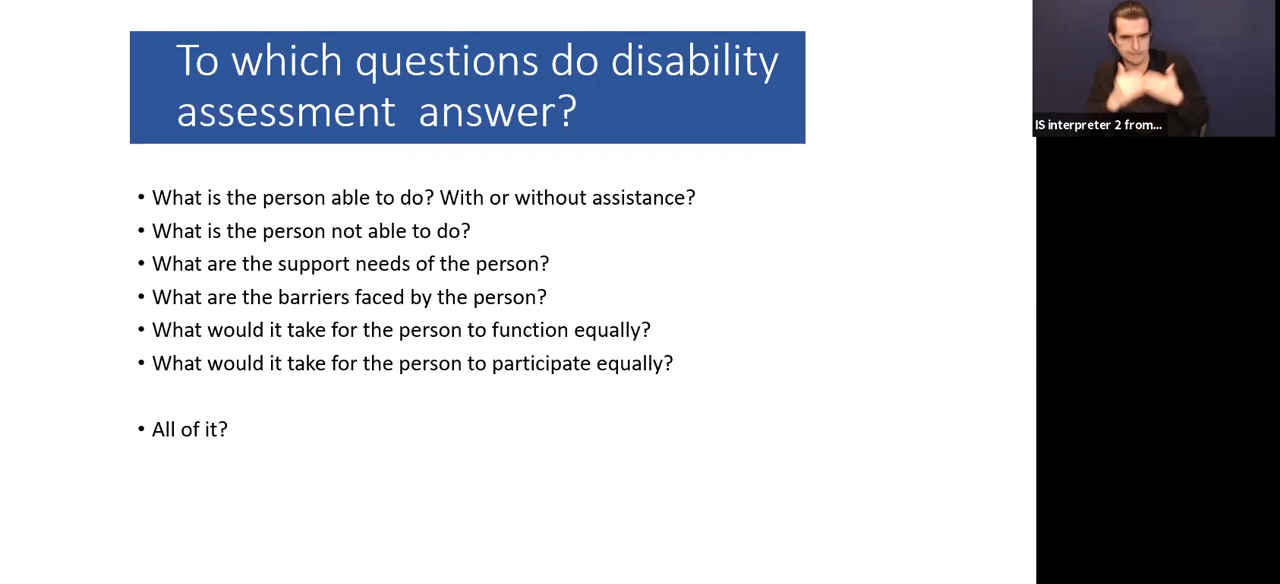 To which questions do disability
assessment  answer?
• What is the person able to do? With or without assistance?
• What is the person not able to do?
• What are the support needs of the person?
• What are the barriers faced by the person?
• What would it take for the person to function equally?
• What would it take for the person to participate equally?
• All of it?
IS interpreter 2 from...